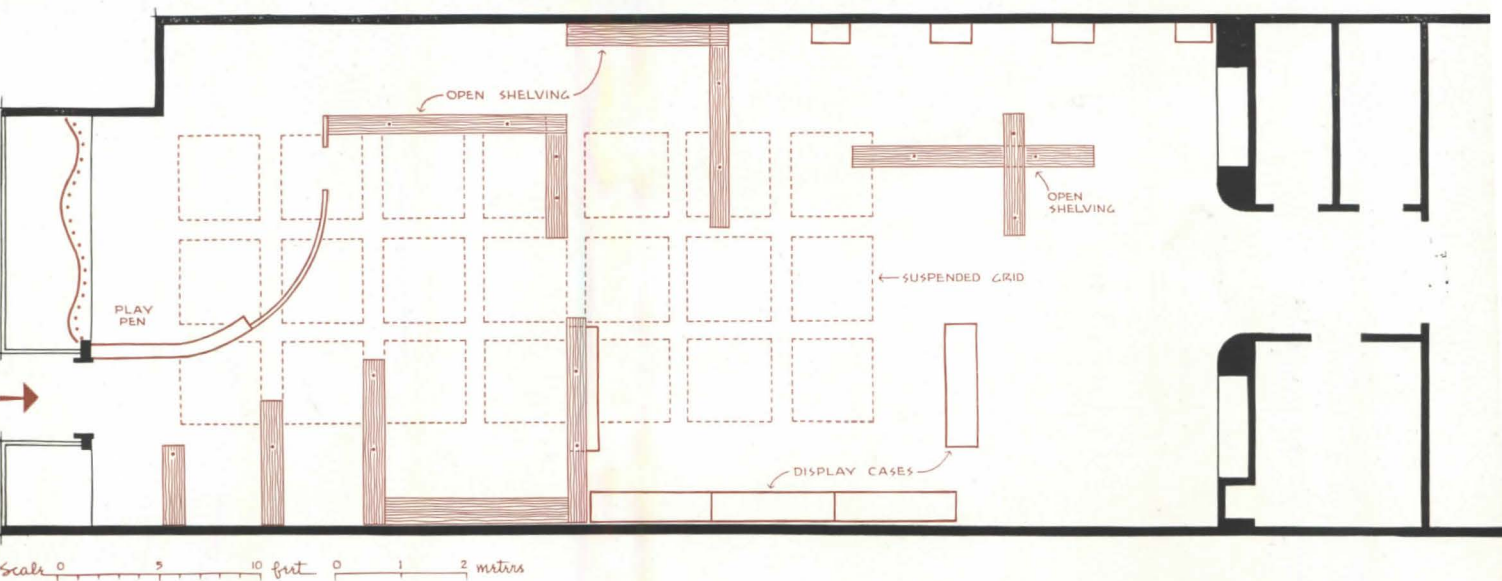 OPEN SHELVING
OPEN
SHELVING
SUSPENDED GRID
PLAY
PEN
DISPLAY CASES
Scale 0 5 10 feet 0 1 2 meters